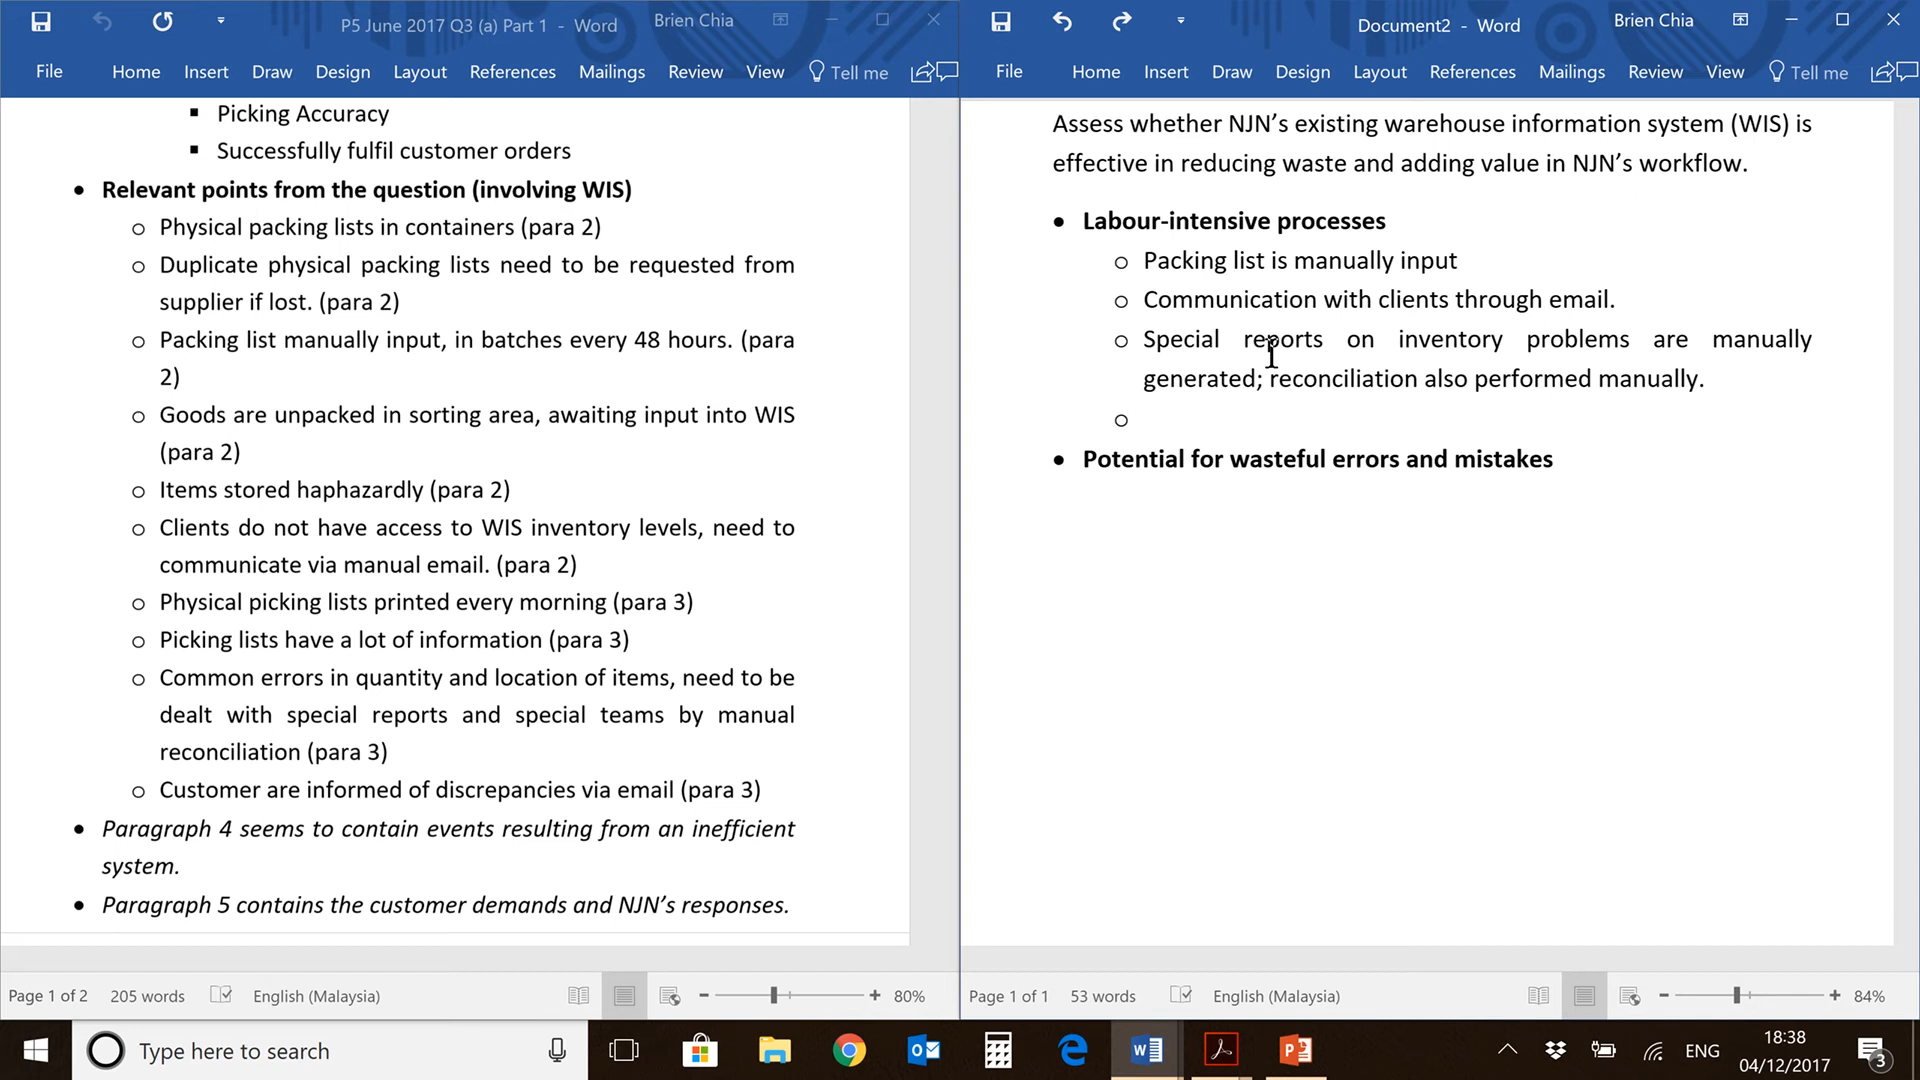 P5 June 2017 Q3 (a) Part 1 - Word
Brien Chia
File Home Insert Draw Design Layout References Mailings Review View Tell me
▪ Picking Accuracy
▪ Successfully fulfil customer orders
• Relevant points from the question (involving WIS)
o Physical packing lists in containers (para 2)
o Duplicate physical packing lists need to be requested from
supplier if lost. (para 2)
o Packing list manually input, in batches every 48 hours. (para
2)
o Goods are unpacked in sorting area, awaiting input into WIS
(para 2)
o Items stored haphazardly (para 2)
o Clients do not have access to WIS inventory levels, need to
communicate via manual email. (para 2)
o Physical picking lists printed every morning (para 3)
o Picking lists have a lot of information (para 3)
o Common errors in quantity and location of items, need to be
dealt with special reports and special teams by manual
reconciliation (para 3)
o Customer are informed of discrepancies via email (para 3)
• Paragraph 4 seems to contain events resulting from an inefficient
system.
• Paragraph 5 contains the customer demands and NJN's responses.
Page 1 of 2 205 words English (Malaysia) 80%
Document2 - Word
Brien Chia
File Home Insert Draw Design Layout References Mailings Review View Tell me
Assess whether NJN's existing warehouse information system (WIS) is
effective in reducing waste and adding value in NJN's workflow.
• Labour-intensive processes
o Packing list is manually input
o Communication with clients through email.
o Special reports on inventory problems are manually
generated; reconciliation also performed manually.
o
• Potential for wasteful errors and mistakes
Page 1 of 1 53 words English (Malaysia) 84%
Type here to search
ENG
18:38
04/12/2017
3